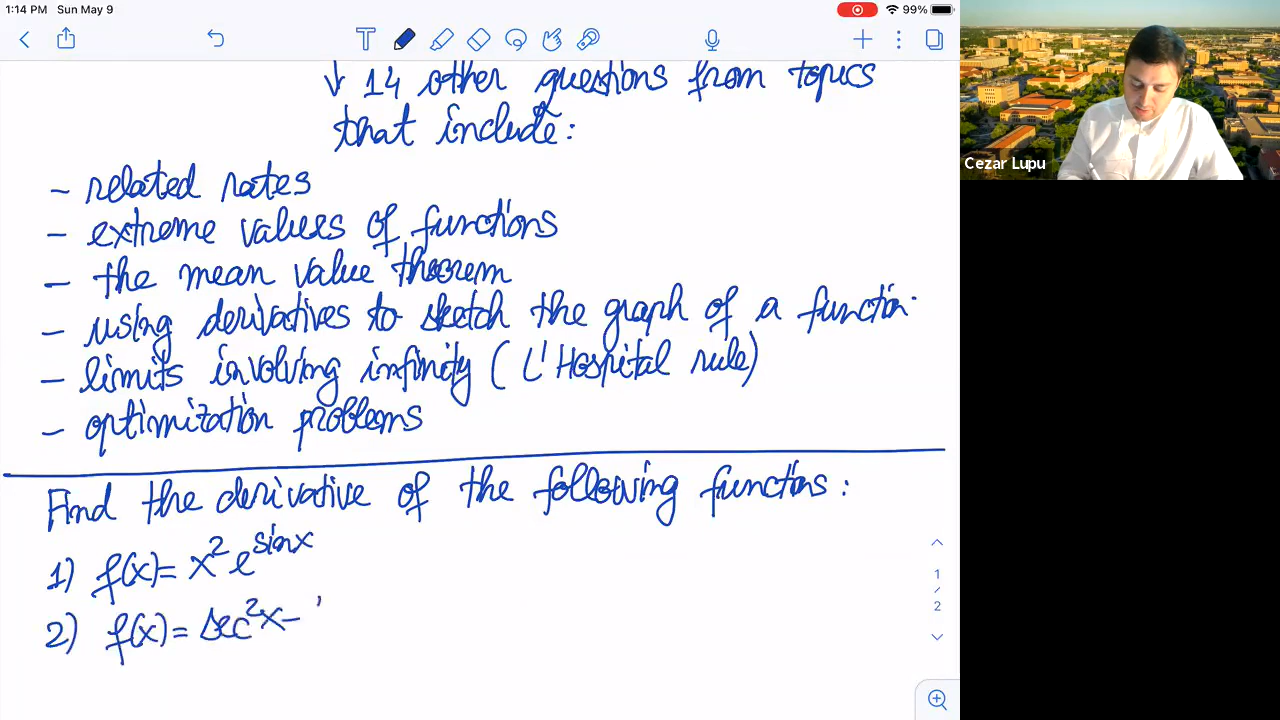 1:14 PM Sun May 9
99%
T
↓ 14 other questions from topics
that include:
- related rates
- extreme values of functions
- the mean value theorem
- using derivatives to sketch the graph of a function.
- limits involving infinity (L'Hospital rule)
- optimization problems
Find the derivative of the following functions:
1) f(x)= x² e^sinx
2) f(x)= sec²x-
1
/
2
Cezar Lupu